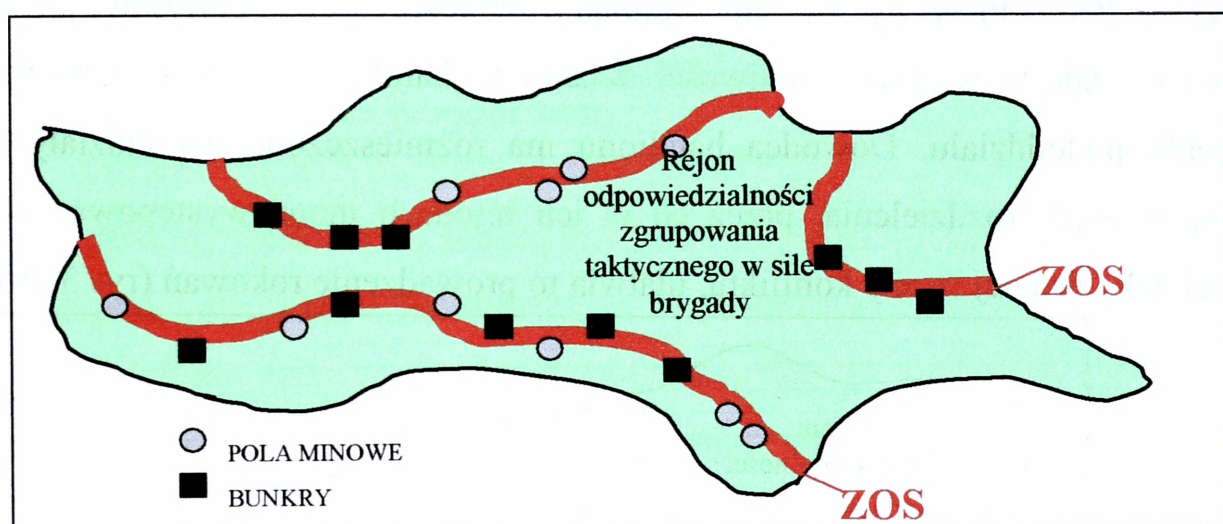 Rejon
odpowiedzialności
zgrupowania
taktycznego w sile
brygady
ZOS
POLA MINOWE
BUNKRY
ZOS